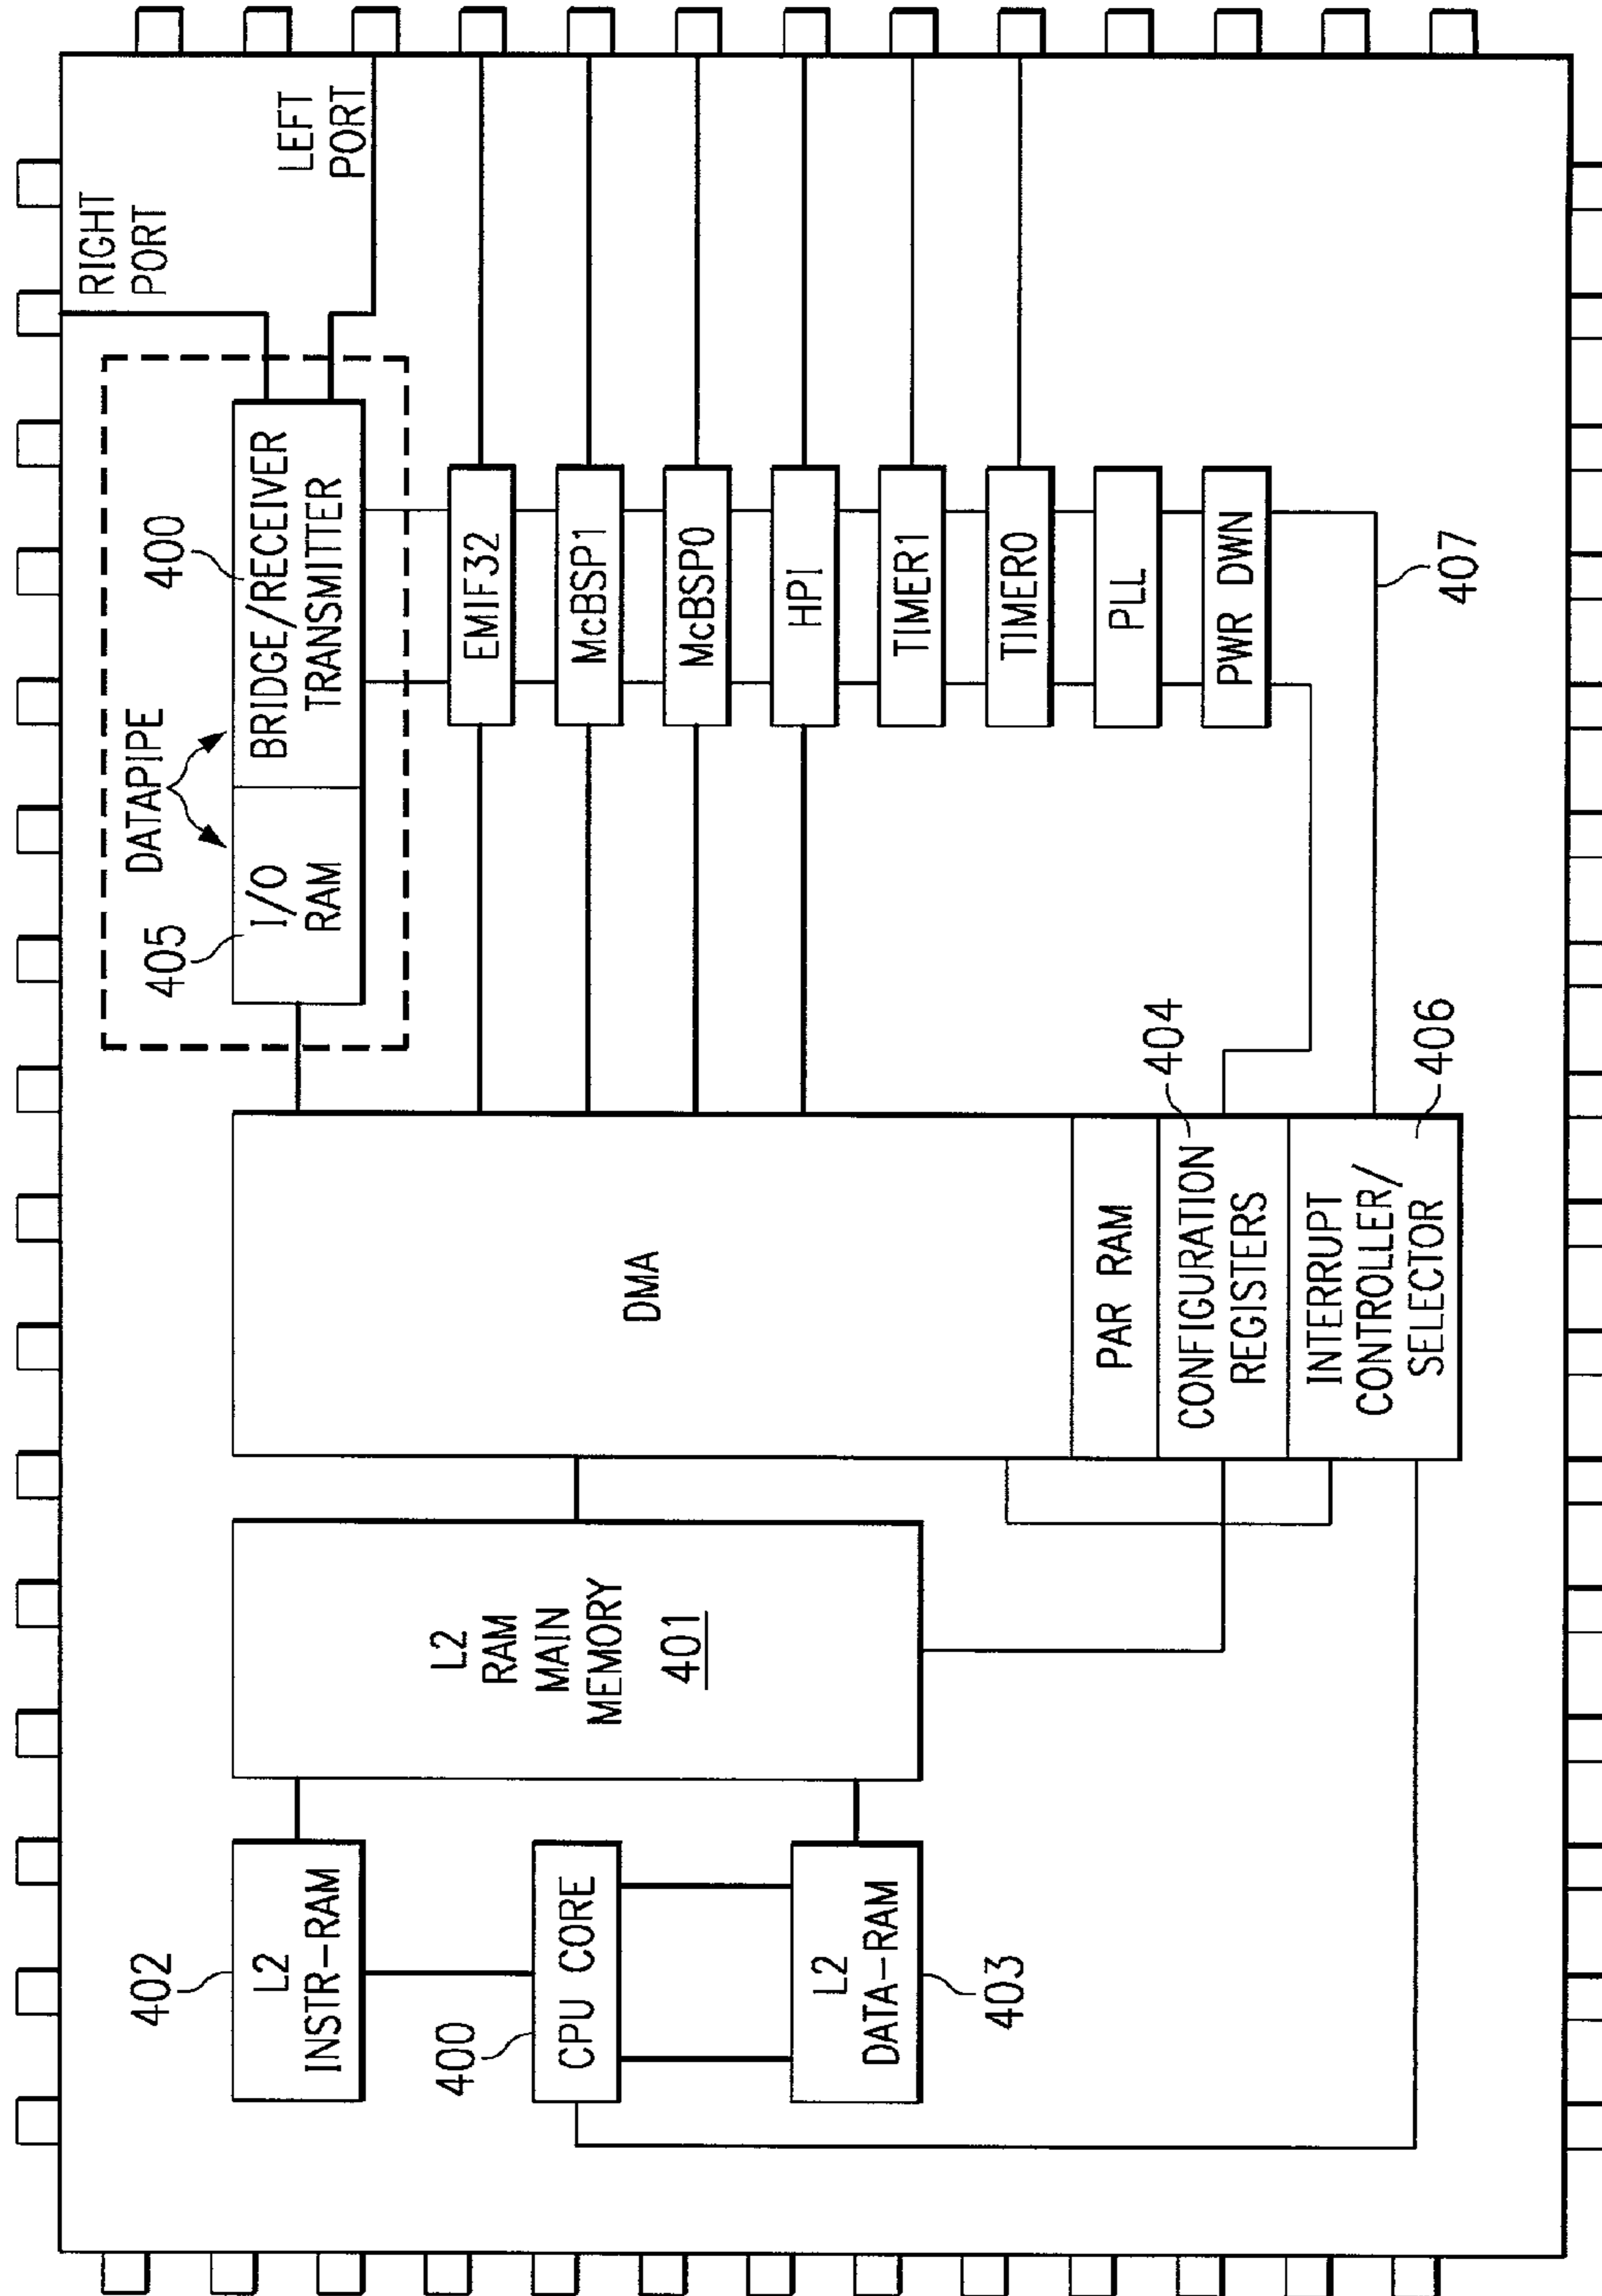 RIGHT
PORT
LEFT
PORT
DATAPIPE
405
400
I/O
RAM
BRIDGE/RECEIVER
TRANSMITTER
402
L2
INSTR-RAM
400
CPU CORE
L2
DATA-RAM
403
L2
RAM
MAIN
MEMORY
401
DMA
PAR RAM
CONFIGURATION
REGISTERS
404
INTERRUPT
CONTROLLER/
SELECTOR
406
EMIF32
McBSP1
McBSP0
HPI
TIMER1
TIMER0
PLL
PWR DWN
407